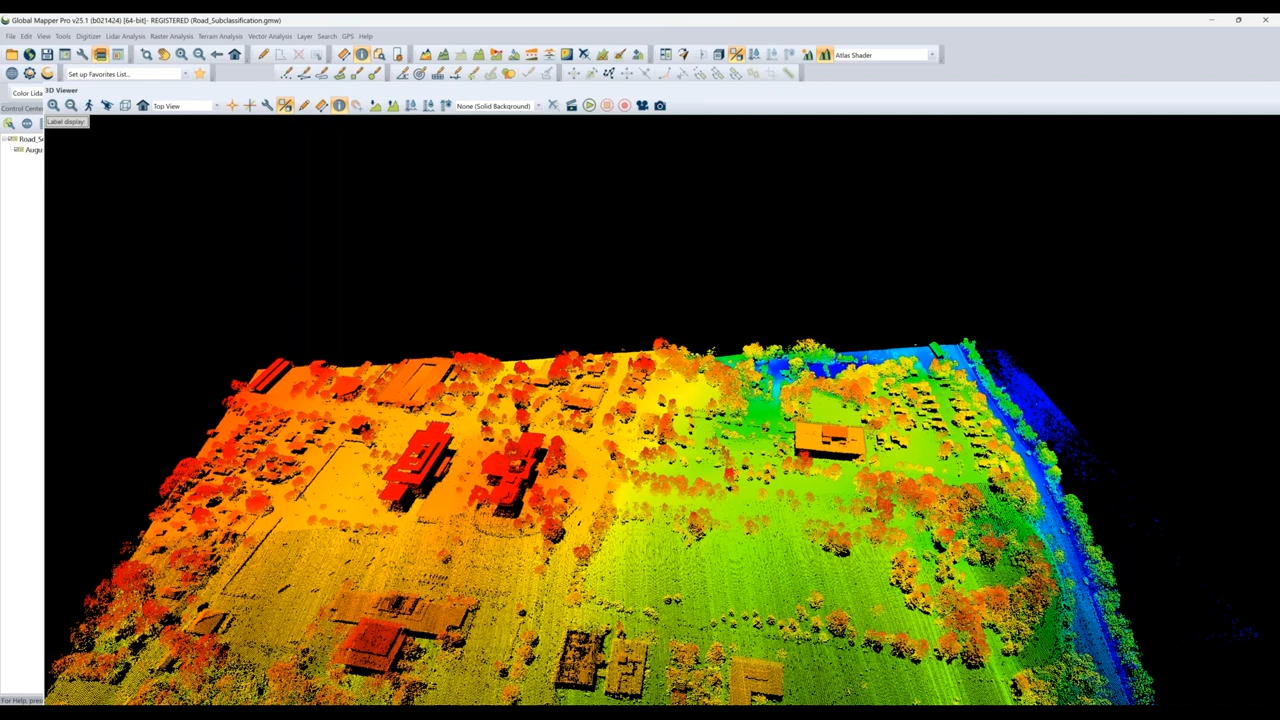 Global Mapper Pro v25.1 (b021424) [64-bit]- REGISTERED (Road_Subclassification.gmw)
File Edit View Tools Digitizer Lidar Analysis Raster Analysis Terrain Analysis Vector Analysis Layer Search GPS Help
Atlas Shader
Set up Favorites List...
Color Lida
3D Viewer
Control Center
Top View
None (Solid Background)
Label display:
Road_Su
Augu
For Help, pres